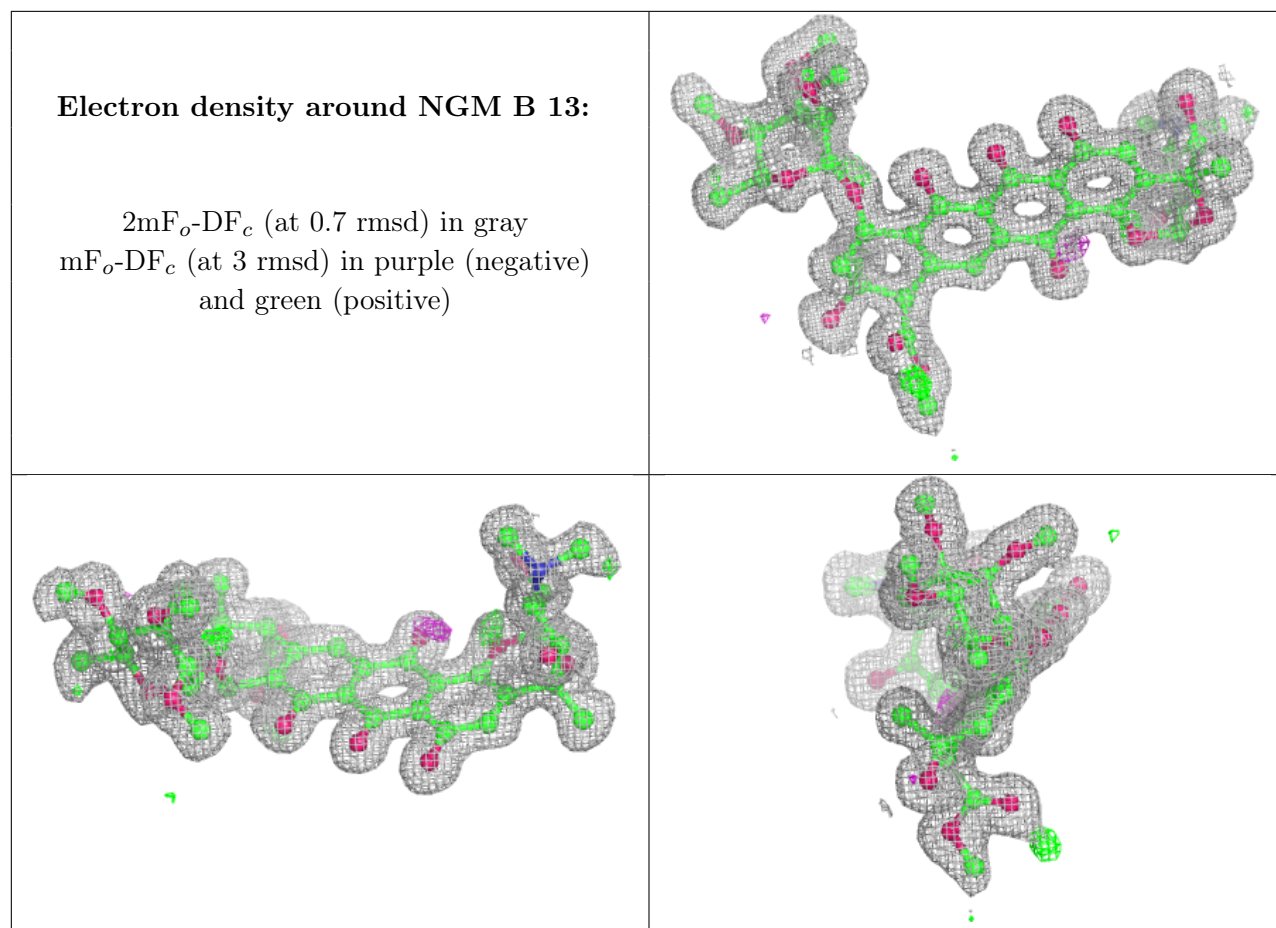 Electron density around NGM B 13:
2mFo-DFc (at 0.7 rmsd) in gray
mFo-DFc (at 3 rmsd) in purple (negative)
and green (positive)